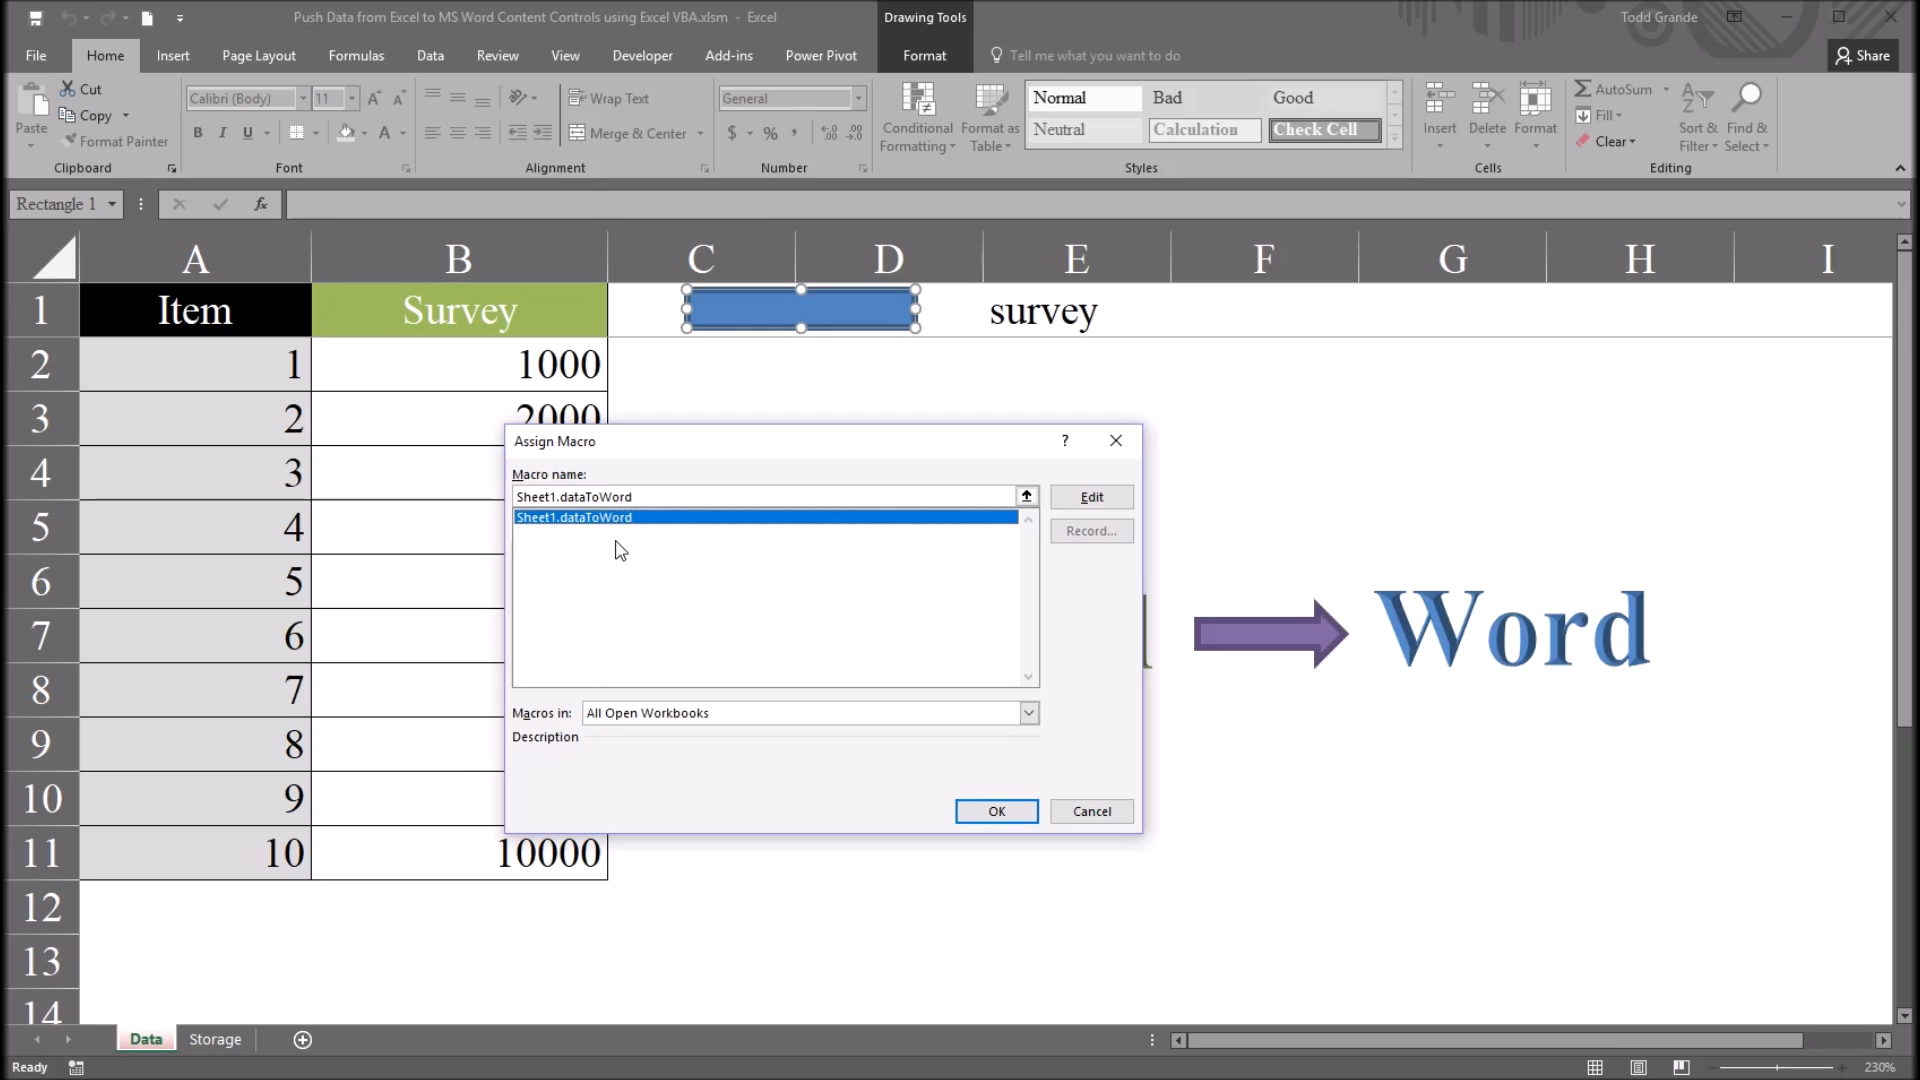 Push Data from Excel to MS Word Content Controls using Excel VBA.xlsm - Excel
Drawing Tools
Todd Grande
File Home Insert Page Layout Formulas Data Review View Developer Add-ins Power Pivot Format Tell me what you want to do Share
Paste
Cut
Copy
Format Painter
Clipboard
Calibri (Body) 11
B I U
Font
Wrap Text
Merge & Center
Alignment
General
$ % ,
Number
Conditional Formatting
Format as Table
Normal Bad Good
Neutral Calculation Check Cell
Styles
Insert Delete Format
Cells
AutoSum
Fill
Clear
Sort & Filter
Find & Select
Editing
Rectangle 1
fx
A B C D E F G H I
1 Item Survey survey
2 1 1000
3 2 2000
4 3
5 4
6 5
7 6
8 7
9 8
10 9
11 10 10000
12
13
14
Assign Macro ?
Macro name:
Sheet1.dataToWord
Sheet1.dataToWord
Edit
Record...
Macros in: All Open Workbooks
Description
OK Cancel
Word
Data Storage
Ready
230%